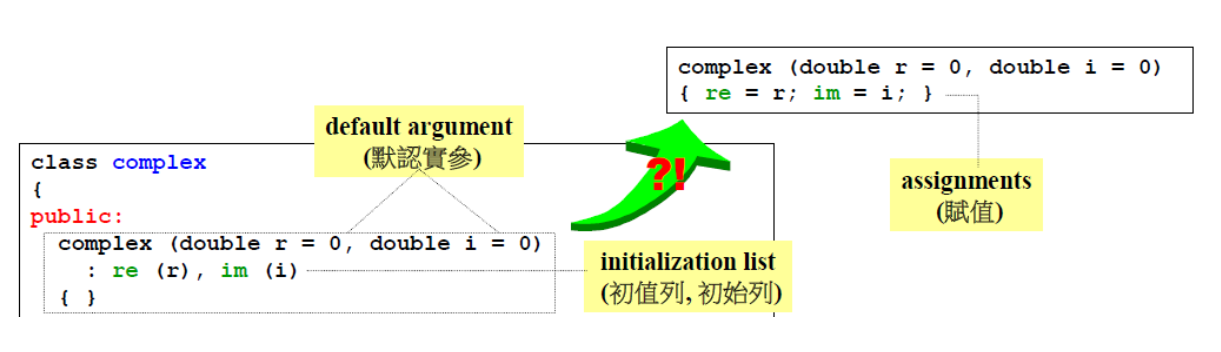 complex (double r = 0, double i = 0)
{ re = r; im = i; }
assignments
(賦值)
default argument
(默認實參)
?!
class complex
{
public:
complex (double r = 0, double i = 0)
: re (r), im (i)
{ }
initialization list
(初值列, 初始列)